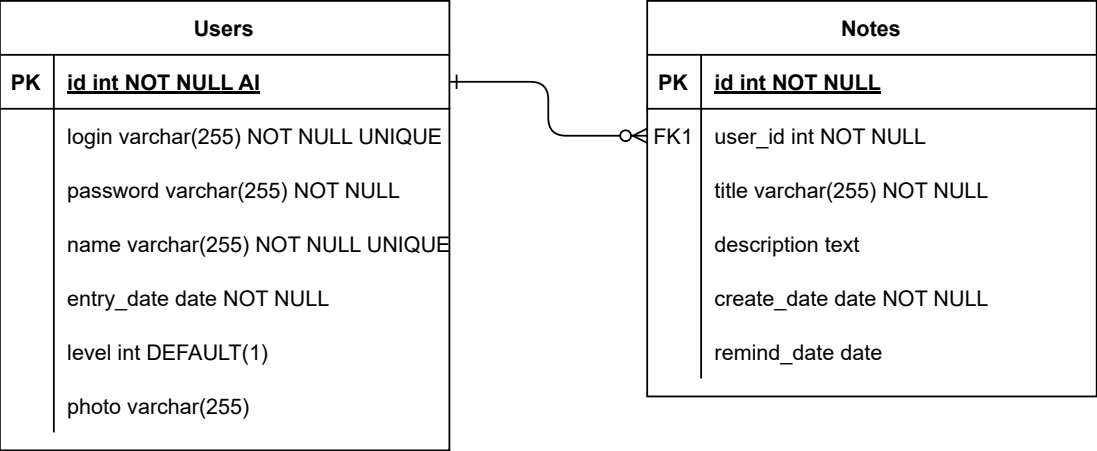 Users
PK id int NOT NULL AI
login varchar(255) NOT NULL UNIQUE
password varchar(255) NOT NULL
name varchar(255) NOT NULL UNIQUE
entry_date date NOT NULL
level int DEFAULT(1)
photo varchar(255)
Notes
PK id int NOT NULL
FK1 user_id int NOT NULL
title varchar(255) NOT NULL
description text
create_date date NOT NULL
remind_date date